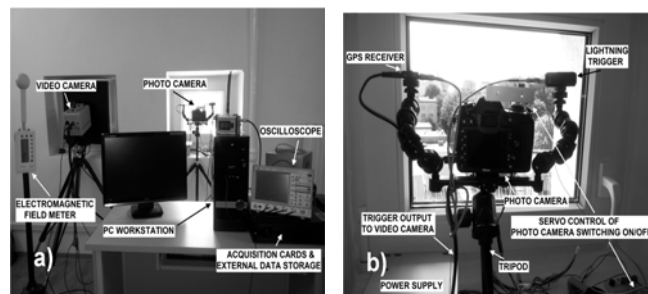 VIDEO CAMERA
PHOTO CAMERA
OSCILLOSCOPE
ELECTROMAGNETIC
FIELD METER
PC WORKSTATION
ACQUISITION CARDS &
EXTERNAL DATA STORAGE
a)
GPS RECEIVER
LIGHTNING
TRIGGER
PHOTO CAMERA
TRIGGER OUTPUT
TO VIDEO CAMERA
SERVO CONTROL OF
PHOTO CAMERA SWITCHING ON/OFF
TRIPOD
POWER SUPPLY
b)